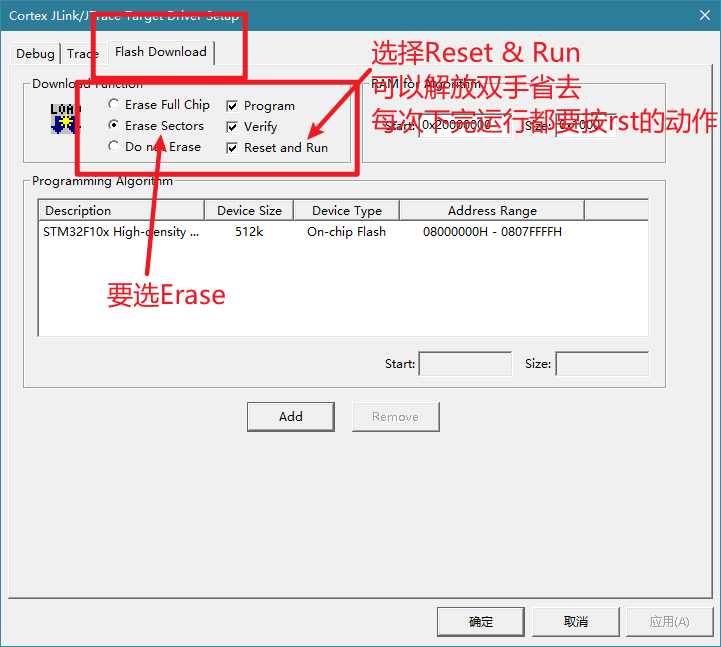 Cortex JLink/JTrace Target Driver Setup
Debug Trace Flash Download
选择Reset & Run
可以解放双手省去
每次下完运行都要按rst的动作
Download Function
LOAD
Erase Full Chip
Erase Sectors
Do not Erase
Program
Verify
Reset and Run
RAM for Algorithm
Start: 0x20000000 Size: 0x1000
Programming Algorithm
Description Device Size Device Type Address Range
STM32F10x High-density ... 512k On-chip Flash 08000000H - 0807FFFFH
要选Erase
Start: Size:
Add Remove
确定 取消 应用(A)